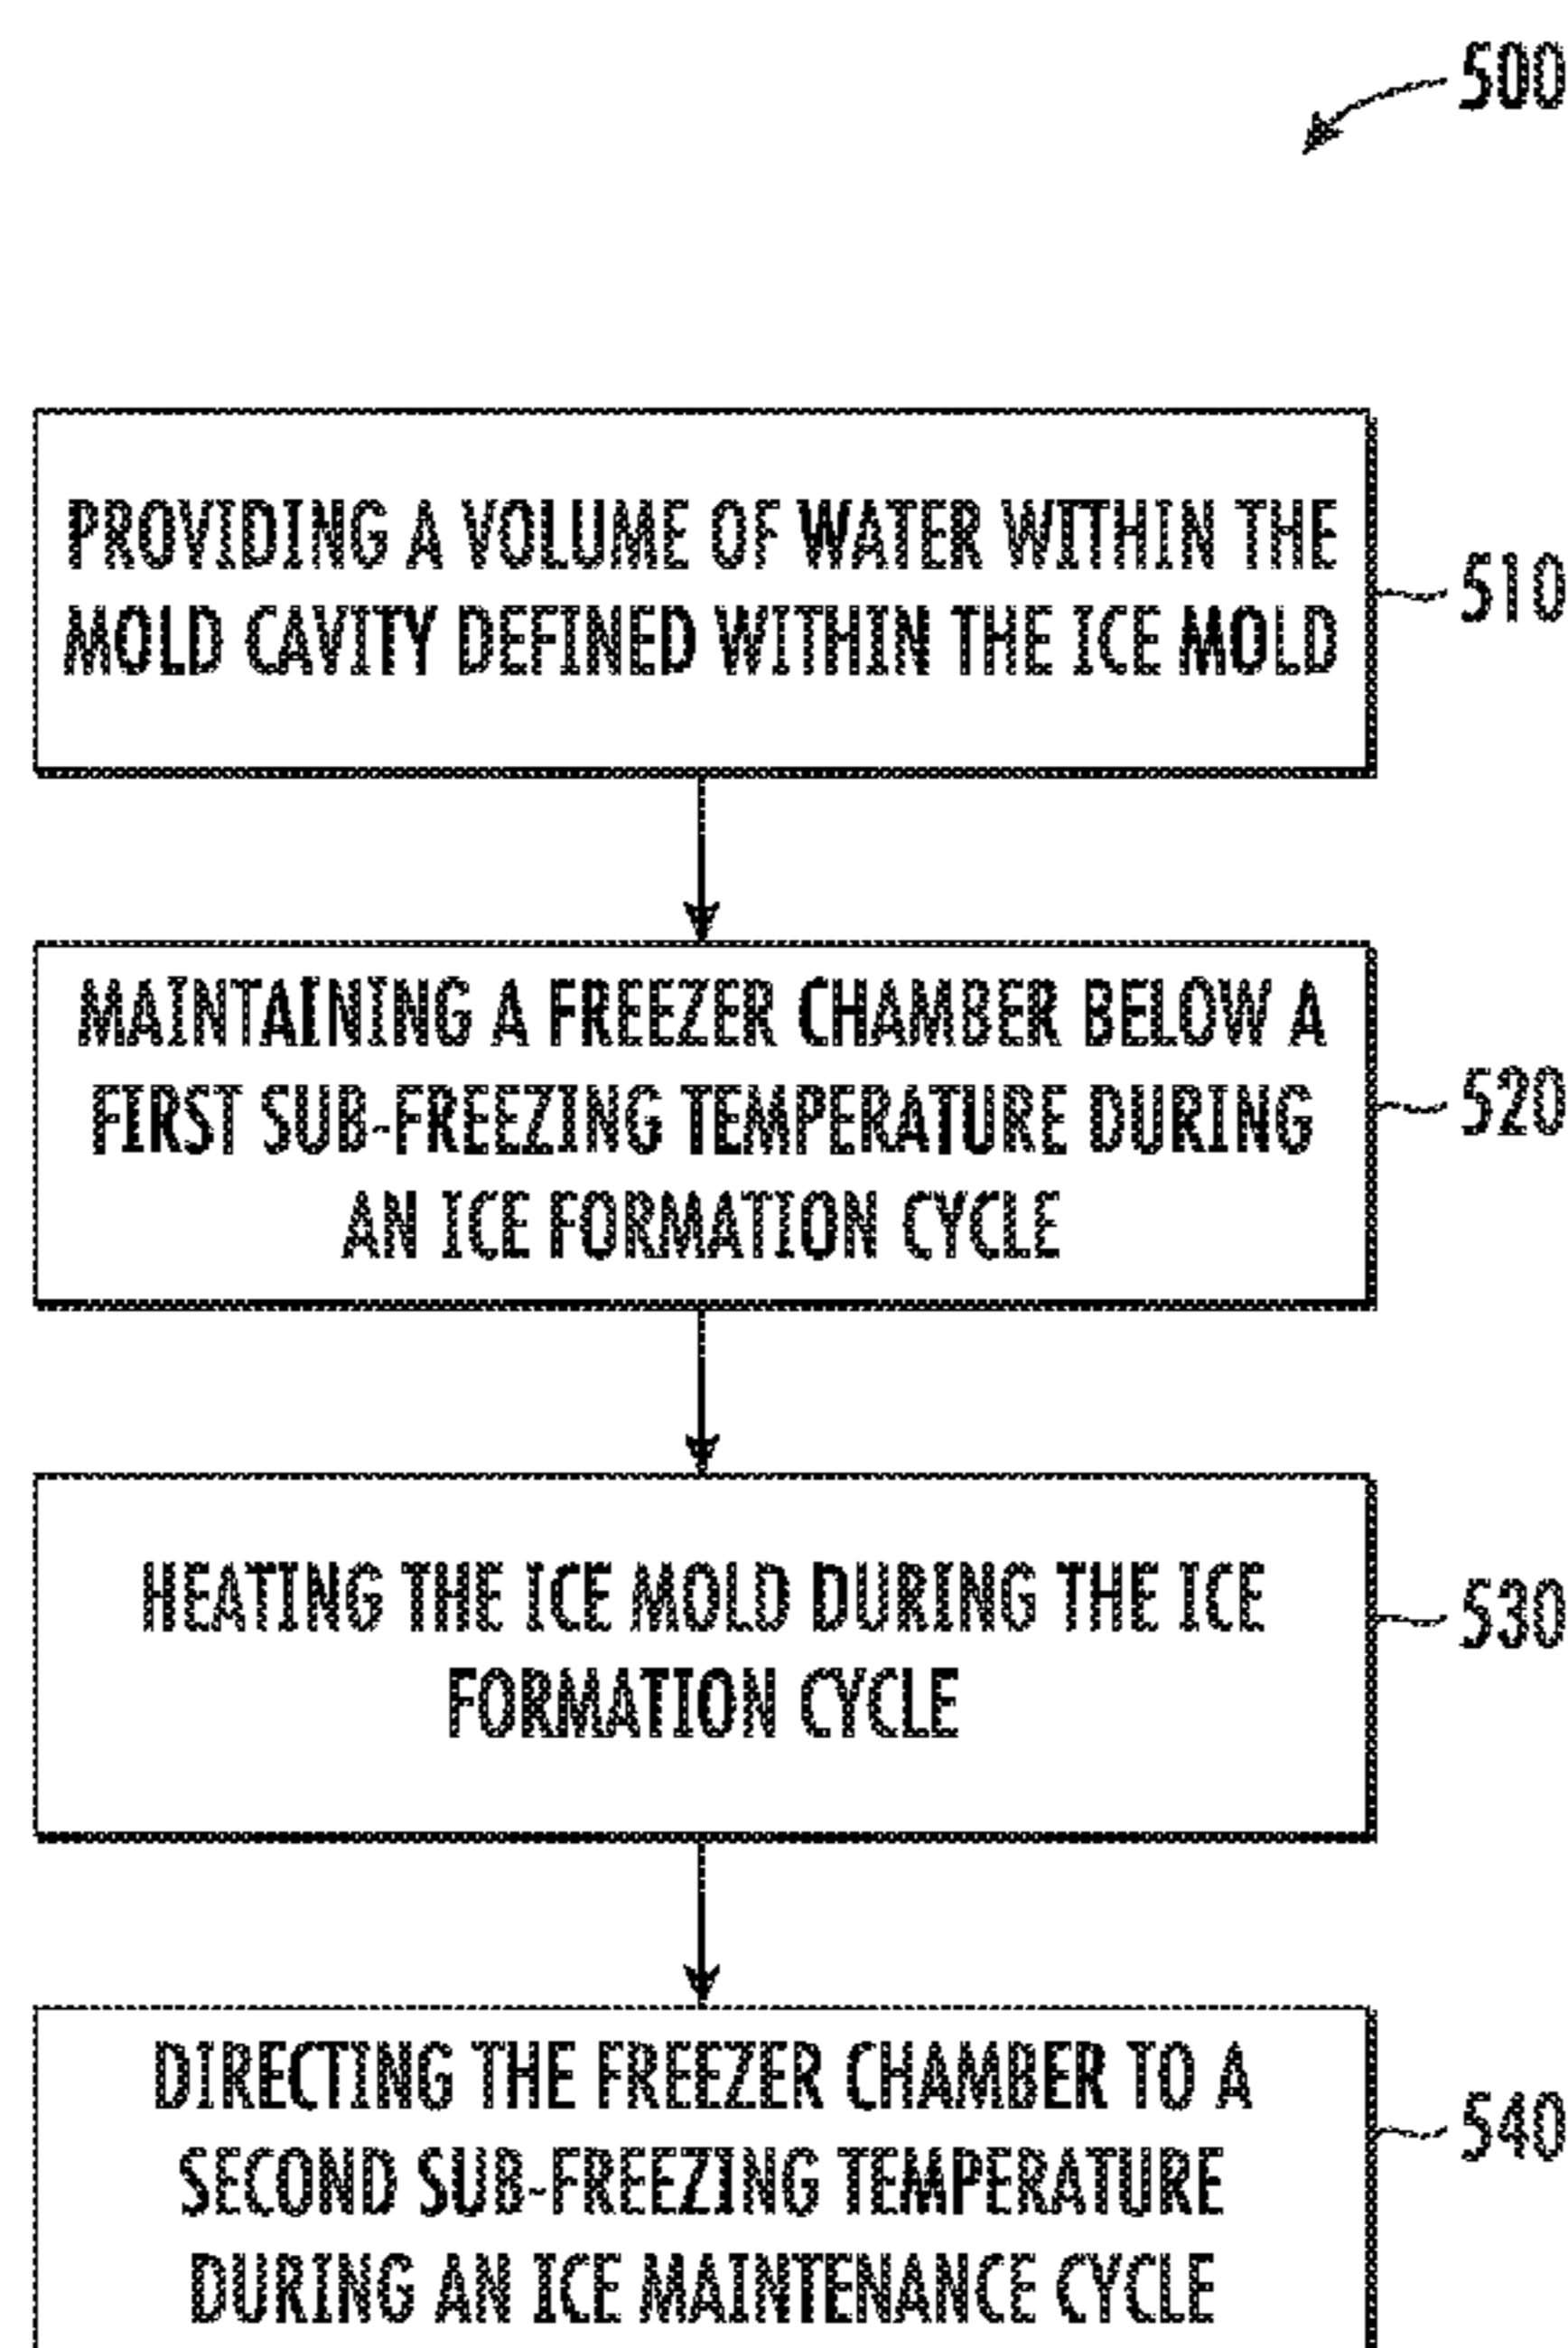 500
PROVIDING A VOLUME OF WATER WITHIN THE
MOLD CAVITY DEFINED WITHIN THE ICE MOLD
510
MAINTAINING A FREEZER CHAMBER BELOW A
FIRST SUB-FREEZING TEMPERATURE DURING
AN ICE FORMATION CYCLE
520
HEATING THE ICE MOLD DURING THE ICE
FORMATION CYCLE
530
DIRECTING THE FREEZER CHAMBER TO A
SECOND SUB-FREEZING TEMPERATURE
DURING AN ICE MAINTENANCE CYCLE
540